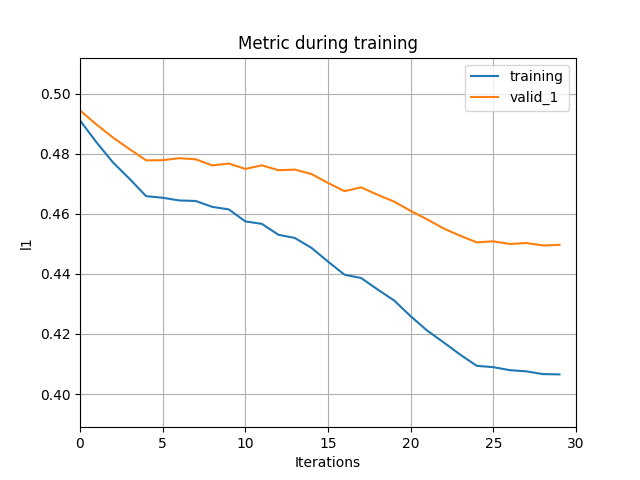 Metric during training
training
valid_1
0.50
0.48
0.46
0.44
0.42
0.40
l1
0 5 10 15 20 25 30
Iterations